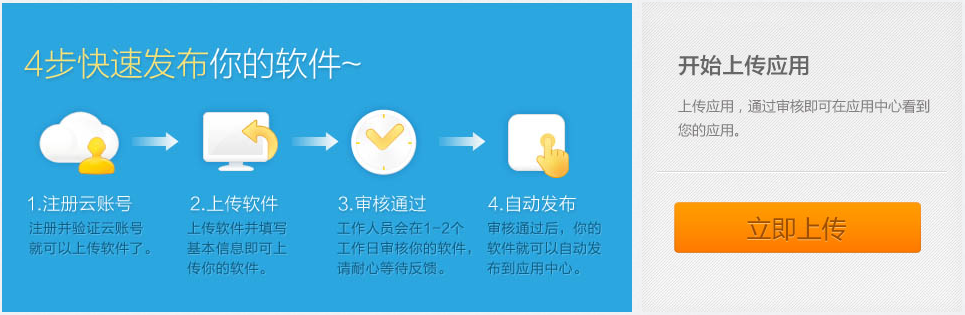 4步快速发布你的软件~
1.注册云账号
注册并验证云账号
就可以上传软件了。
2.上传软件
上传软件并填写
基本信息即可上
传你的软件。
3.审核通过
工作人员会在1-2个
工作日审核你的软件，
请耐心等待反馈。
4.自动发布
审核通过后，你的
软件就可以自动发
布到应用中心。
开始上传应用
上传应用，通过审核即可在应用中心看到
您的应用。
立即上传